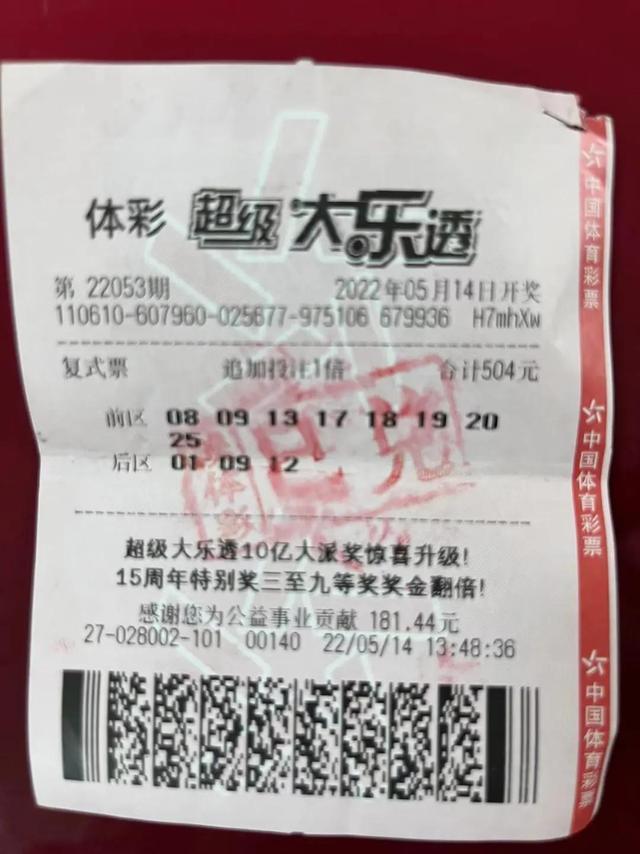 体彩 超级大乐透
第 22053期 2022年05月14日开奖
110610-607960-025677-975106 679936 H7mhXw
复式票 追加投注1倍 合计504元
前区 08 09 13 17 18 19 20
25
后区 01 09 12
已兑
超级大乐透10亿大派奖惊喜升级!
15周年特别奖三至九等奖奖金翻倍!
感谢您为公益事业贡献 181.44元
27-028002-101 00140 22/05/14 13:48:36
中国体育彩票
中国体育彩票
中国体育彩票